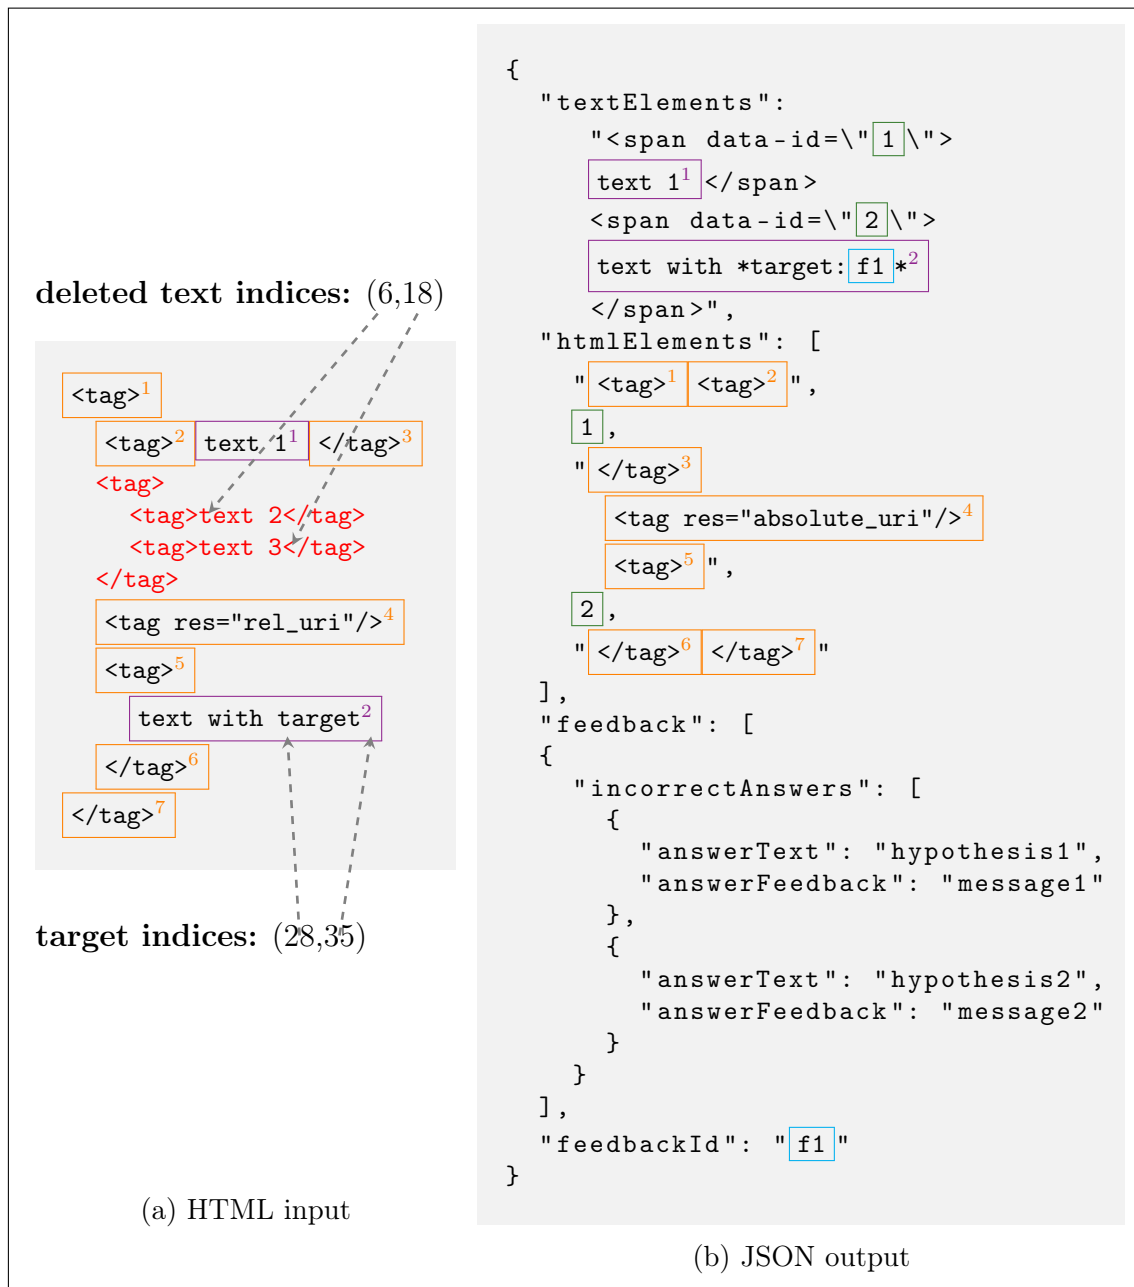 deleted text indices: (6,18)
<tag>1
<tag>2 text 11 </tag>3
<tag>
<tag>text 2</tag>
<tag>text 3</tag>
</tag>
<tag res="rel_uri"/>4
<tag>5
text with target2
</tag>6
</tag>7
target indices: (28,35)
(a) HTML input
{
"textElements":
"<span data-id=\"1\">
text 11</span>
<span data-id=\"2\">
text with *target:f1*2
</span>",
"htmlElements": [
"<tag>1<tag>2",
1,
"</tag>3
<tag res="absolute_uri"/>4
<tag>5",
2,
"</tag>6</tag>7"
],
"feedback": [
{
"incorrectAnswers": [
{
"answerText": "hypothesis1",
"answerFeedback": "message1"
},
{
"answerText": "hypothesis2",
"answerFeedback": "message2"
}
}
],
"feedbackId": "f1"
}
(b) JSON output